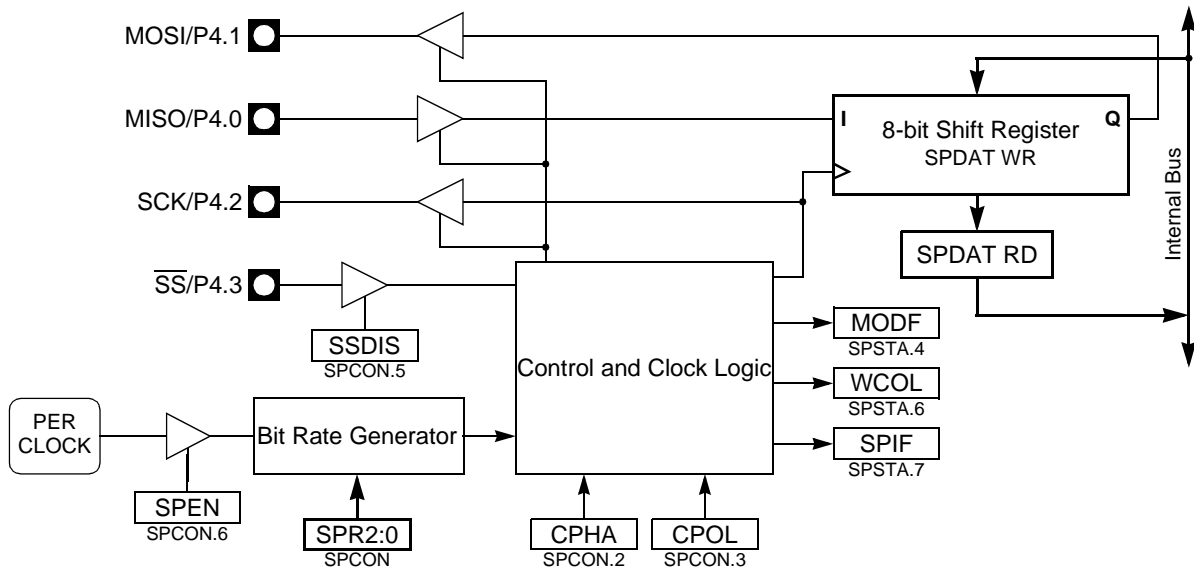 MOSI/P4.1
MISO/P4.0
I
8-bit Shift Register
Q
SPDAT WR
SCK/P4.2
Internal Bus
SPDAT RD
SS/P4.3
SSDIS
SPCON.5
Control and Clock Logic
MODF
SPSTA.4
WCOL
SPSTA.6
SPIF
SPSTA.7
PER
CLOCK
Bit Rate Generator
SPEN
SPCON.6
SPR2:0
SPCON
CPHA
SPCON.2
CPOL
SPCON.3